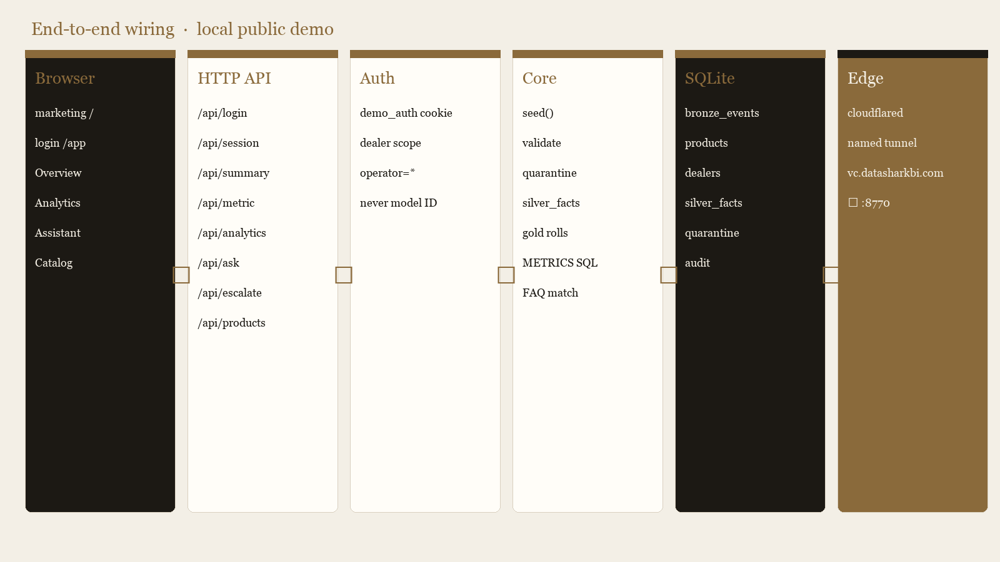 End-to-end wiring · local public demo
Browser
marketing /
login /app
Overview
Analytics
Assistant
Catalog
HTTP API
/api/login
/api/session
/api/summary
/api/metric
/api/analytics
/api/ask
/api/escalate
/api/products
Auth
demo_auth cookie
dealer scope
operator=*
never model ID
Core
seed()
validate
quarantine
silver_facts
gold rolls
METRICS SQL
FAQ match
SQLite
bronze_events
products
dealers
silver_facts
quarantine
audit
Edge
cloudflared
named tunnel
vc.datasharkbi.com
□ :8770